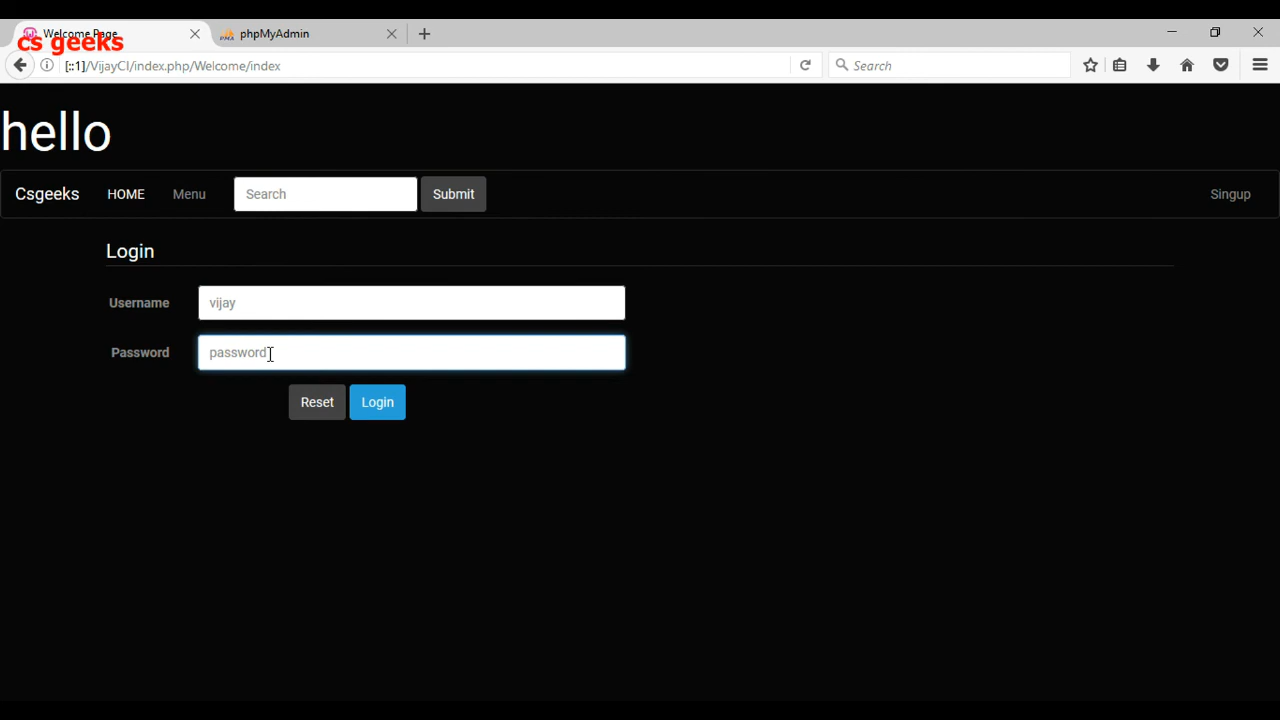 Welcome Page
phpMyAdmin
cs geeks
[::1]/VijayCI/index.php/Welcome/index
Search
hello
Csgeeks
HOME
Menu
Search
Submit
Singup
Login
Username
vijay
Password
password
Reset
Login